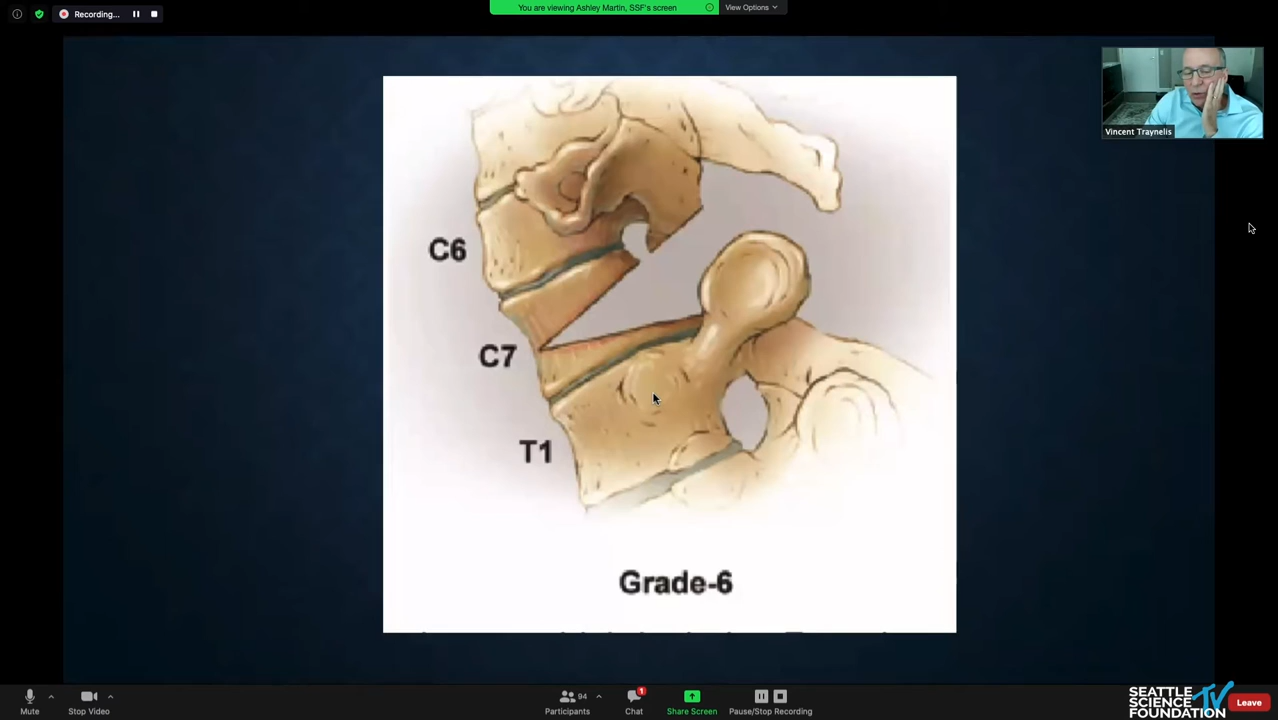 Recording...
You are viewing Ashley Martin, SSF's screen
View Options
Vincent Traynelis
C6
C7
T1
Grade-6
Mute
Stop Video
94
Participants
1
Chat
Share Screen
Pause/Stop Recording
SEATTLE
SCIENCE
FOUNDATION
TV
Leave